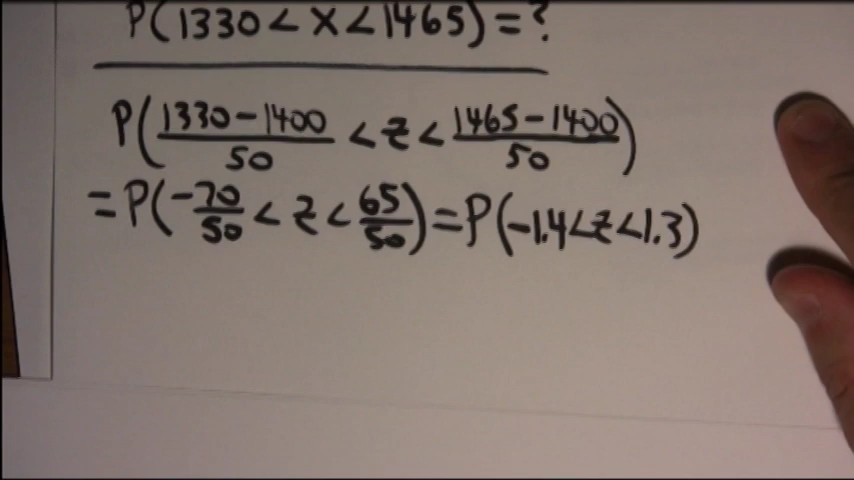 P(1330 < x < 1465) = ?
P(1330-1400/50 < z < 1465-1400/50)
= P(-70/50 < z < 65/50) = P(-1.4 < z < 1.3)